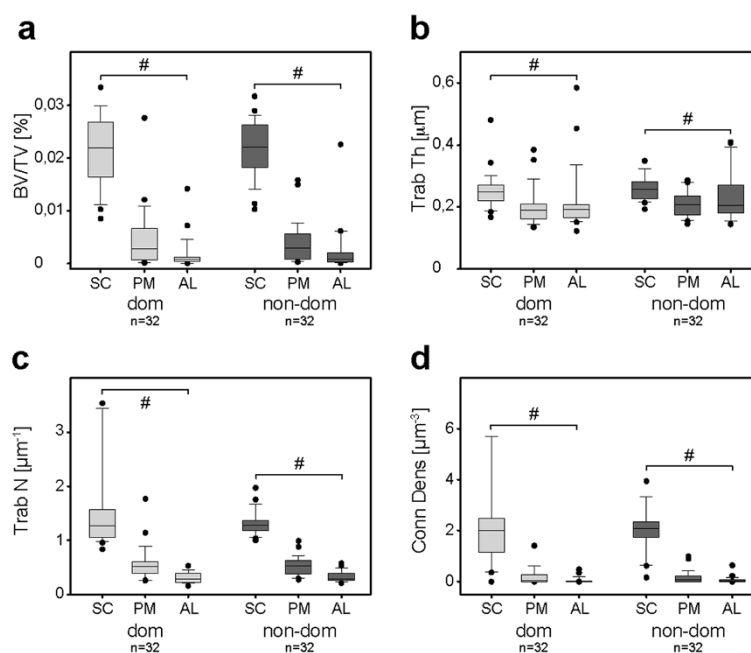 a
#
#
BV/TV [%]
0,03
0,02
0,01
0
SC PM AL SC PM AL
dom non-dom
n=32 n=32
b
#
#
Trab Th [µm]
0,6
0,4
0.2
0
SC PM AL SC PM AL
dom non-dom
n=32 n=32
c
#
#
Trab N [µm⁻¹]
3
2
1
0
SC PM AL SC PM AL
dom non-dom
n=32 n=32
d
#
#
Conn Dens [µm⁻³]
6
4
2
0
SC PM AL SC PM AL
dom non-dom
n=32 n=32